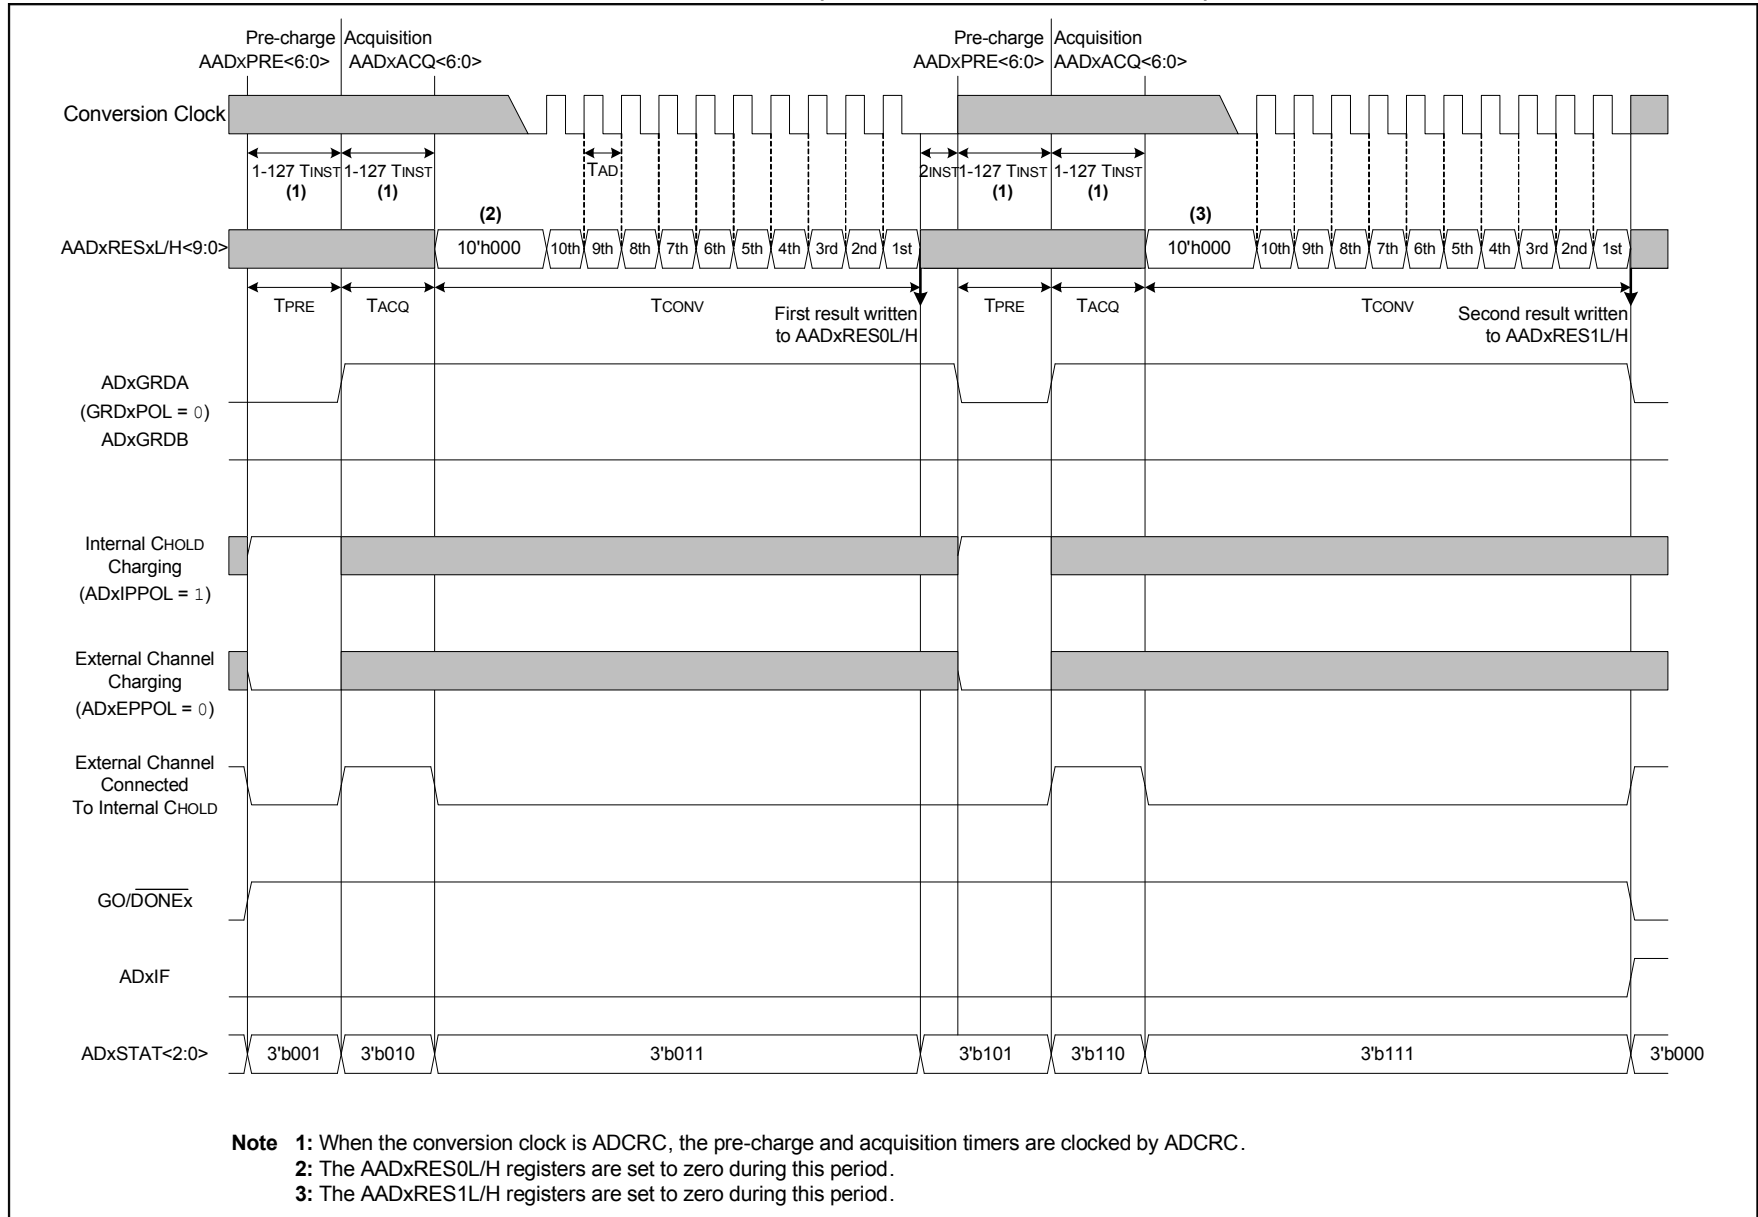 Pre-charge Acquisition Pre-charge Acquisition
AADxPRE<6:0> AADxACQ<6:0> AADxPRE<6:0> AADxACQ<6:0>
Conversion Clock
1-127 TINST 1-127 TINST TAD 2INST 1-127 TINST 1-127 TINST
(1) (1) (1) (1)
(2) (3)
AADxRESxL/H<9:0> 10'h000 10th 9th 8th 7th 6th 5th 4th 3rd 2nd 1st 10'h000 10th 9th 8th 7th 6th 5th 4th 3rd 2nd 1st
TPRE TACQ TCONV TPRE TACQ TCONV
First result written Second result written
to AADxRES0L/H to AADxRES1L/H
ADxGRDA
(GRDxPOL = 0)
ADxGRDB
Internal CHOLD
Charging
(ADxIPPOL = 1)
External Channel
Charging
(ADxEPPOL = 0)
External Channel
Connected
To Internal CHOLD
GO/DONEx
ADxIF
ADxSTAT<2:0> 3'b001 3'b010 3'b011 3'b101 3'b110 3'b111 3'b000
Note 1: When the conversion clock is ADCRC, the pre-charge and acquisition timers are clocked by ADCRC.
2: The AADxRES0L/H registers are set to zero during this period.
3: The AADxRES1L/H registers are set to zero during this period.